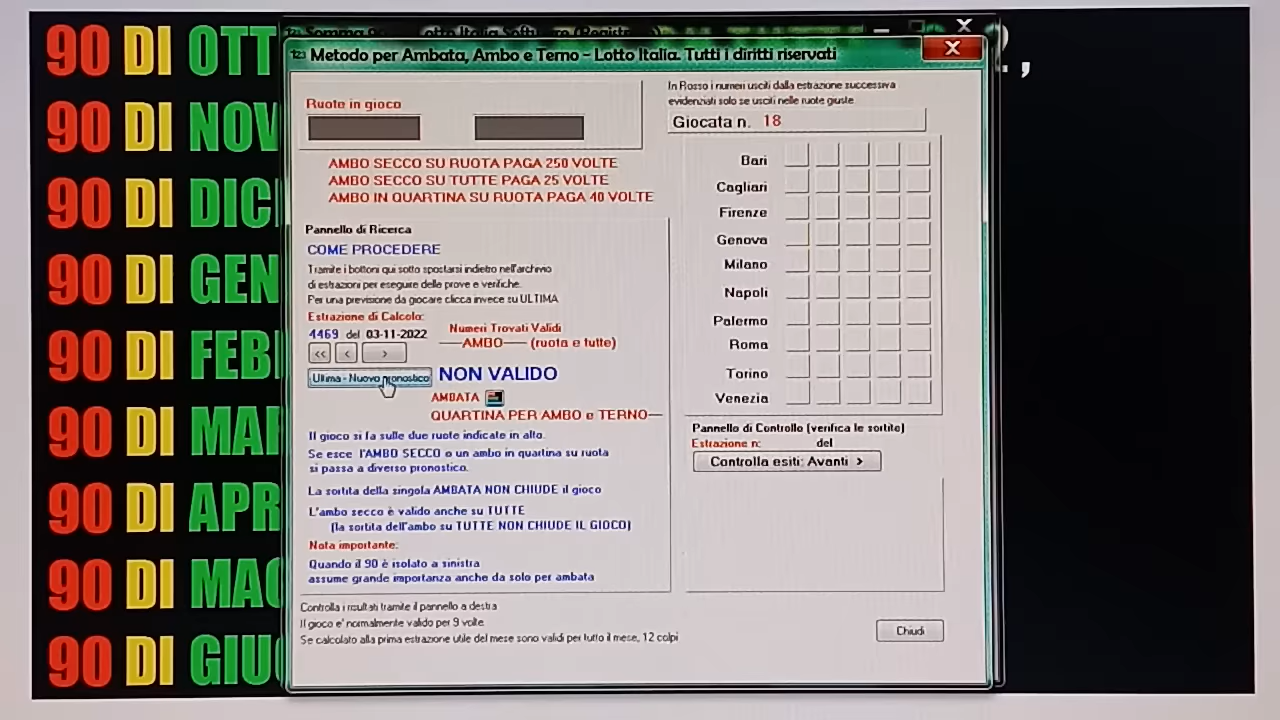 90 DI OTT
90 DI NOV
90 DI DIC
90 DI GEN
90 DI FEB
90 DI MAR
90 DI APR
90 DI MAG
90 DI GIU
Metodo per Ambata, Ambo e Terno - Lotto Italia. Tutti i diritti riservati
Ruote in gioco
AMBO SECCO SU RUOTA PAGA 250 VOLTE
AMBO SECCO SU TUTTE PAGA 25 VOLTE
AMBO IN QUARTINA SU RUOTA PAGA 40 VOLTE
Pannello di Ricerca
COME PROCEDERE
Tramite i bottoni qui sotto spostarsi indietro nell'archivio
di estrazioni per eseguire delle prove e verifiche.
Per una previsione da giocare clicca invece su ULTIMA
Estrazione di Calcolo:
4469 del 03-11-2022
<< < >
Ultima - Nuovo pronostico
Numeri Trovati Validi
-----AMBO----- (ruota e tutte)
NON VALIDO
AMBATA
QUARTINA PER AMBO e TERNO---
Il gioco si fa sulle due ruote indicate in alto.
Se esce l'AMBO SECCO o un ambo in quartina su ruota
si passa a diverso pronostico.
La sortita della singola AMBATA NON CHIUDE il gioco
L'ambo secco è valido anche su TUTTE
(la sortita dell'ambo su TUTTE NON CHIUDE IL GIOCO)
Nota importante:
Quando il 90 è isolato a sinistra
assume grande importanza anche da solo per ambata
Controlla i risultati tramite il pannello a destra
Il gioco e' normalmente valido per 9 volte
Se calcolato alla prima estrazione utile del mese sono validi per tutto il mese, 12 colpi
In Rosso i numeri usciti dalla estrazione successiva
evidenziati solo se usciti nelle ruote giuste
Giocata n. 18
Bari
Cagliari
Firenze
Genova
Milano
Napoli
Palermo
Roma
Torino
Venezia
Pannello di Controllo (verifica le sortite)
Estrazione n: del
Controlla esiti: Avanti >
Chiudi